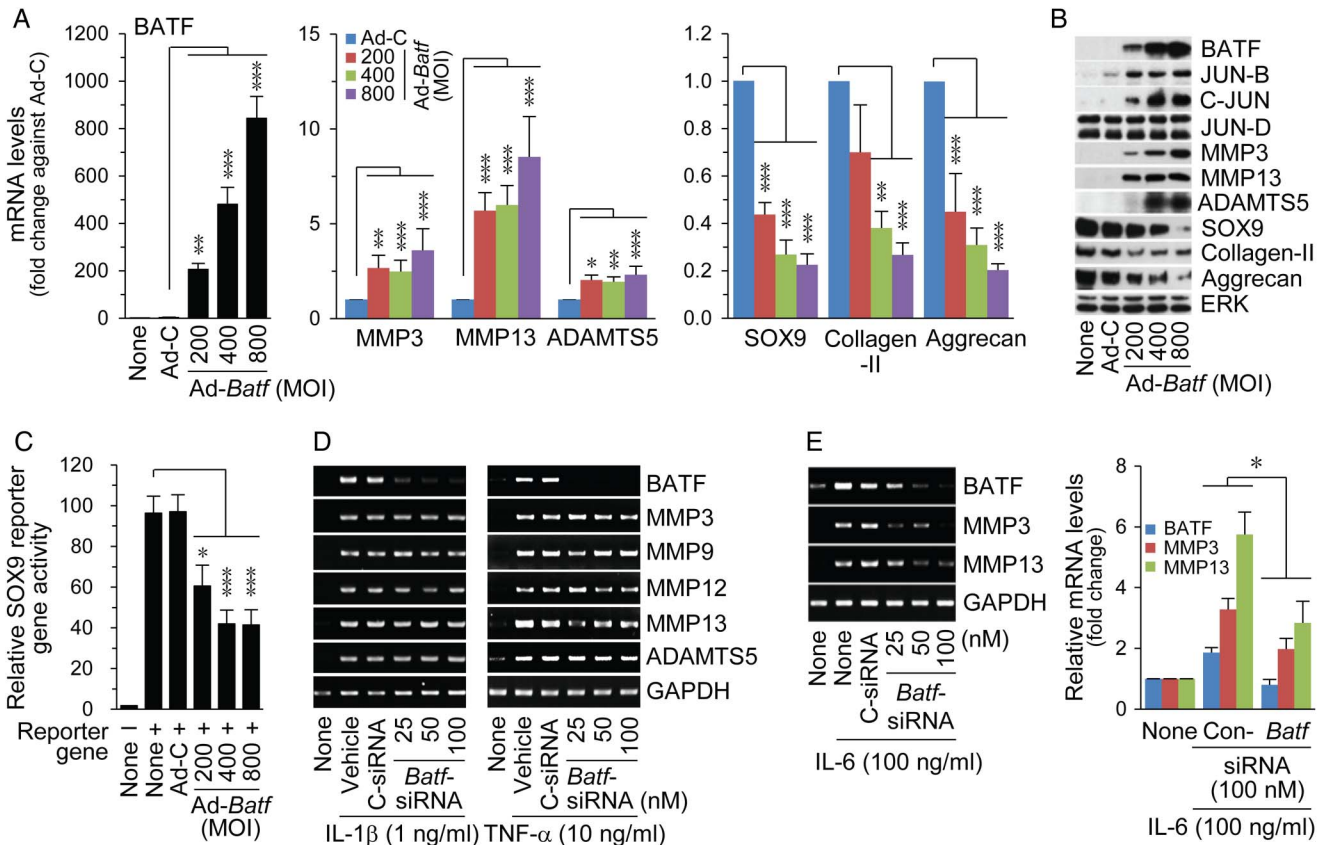 A
BATF
mRNA levels
(fold change against Ad-C)
1200
1000
800
600
400
200
0
**
***
***
None
Ad-C
200
400
800
Ad-Batf (MOI)
15
10
5
0
Ad-C
200
400
800
Ad-Batf
(MOI)
**
***
***
***
***
***
*
**
***
MMP3
MMP13
ADAMTS5
1.2
1.0
0.8
0.6
0.4
0.2
0
***
***
***
**
***
***
***
***
SOX9
Collagen
-II
Aggrecan
B
BATF
JUN-B
C-JUN
JUN-D
MMP3
MMP13
ADAMTS5
SOX9
Collagen-II
Aggrecan
ERK
None
Ad-C
200
400
800
Ad-Batf (MOI)
C
Relative SOX9 reporter
gene activity
120
100
80
60
40
20
0
*
***
***
Reporter
gene
– + + + + +
None
None
Ad-C
200
400
800
Ad-Batf
(MOI)
D
BATF
MMP3
MMP9
MMP12
MMP13
ADAMTS5
GAPDH
None
Vehicle
C-siRNA
25
50
100
Batf-
siRNA
IL-1β (1 ng/ml)
None
Vehicle
C-siRNA
25
50
100
Batf-
siRNA (nM)
TNF-α (10 ng/ml)
E
BATF
MMP3
MMP13
GAPDH
None
None
C-siRNA
25
50
100
(nM)
Batf-
siRNA
IL-6 (100 ng/ml)
Relative mRNA levels
(fold change)
8
6
4
2
0
*
BATF
MMP3
MMP13
None
Con-
Batf
siRNA
(100 nM)
IL-6 (100 ng/ml)